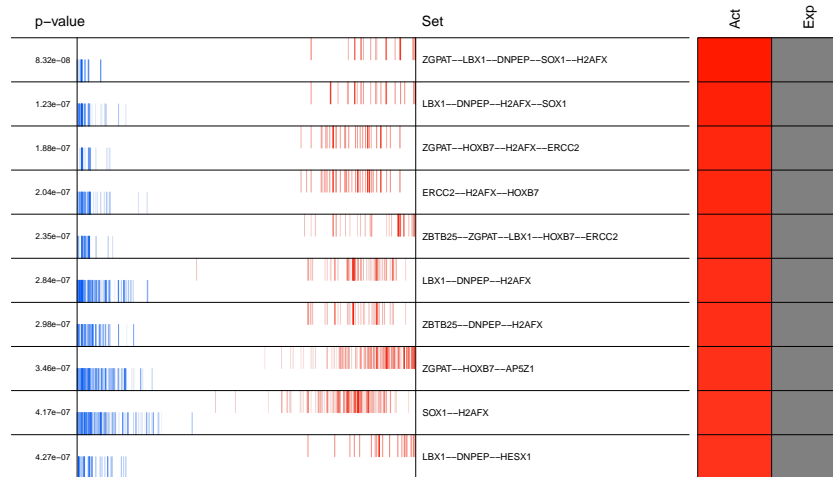 p-value Set Act Exp
8.32e-08 ZGPAT--LBX1--DNPEP--SOX1--H2AFX
1.23e-07 LBX1--DNPEP--H2AFX--SOX1
1.88e-07 ZGPAT--HOXB7--H2AFX--ERCC2
2.04e-07 ERCC2--H2AFX--HOXB7
2.35e-07 ZBTB25--ZGPAT--LBX1--HOXB7--ERCC2
2.84e-07 LBX1--DNPEP--H2AFX
2.98e-07 ZBTB25--DNPEP--H2AFX
3.46e-07 ZGPAT--HOXB7--AP5Z1
4.17e-07 SOX1--H2AFX
4.27e-07 LBX1--DNPEP--HESX1